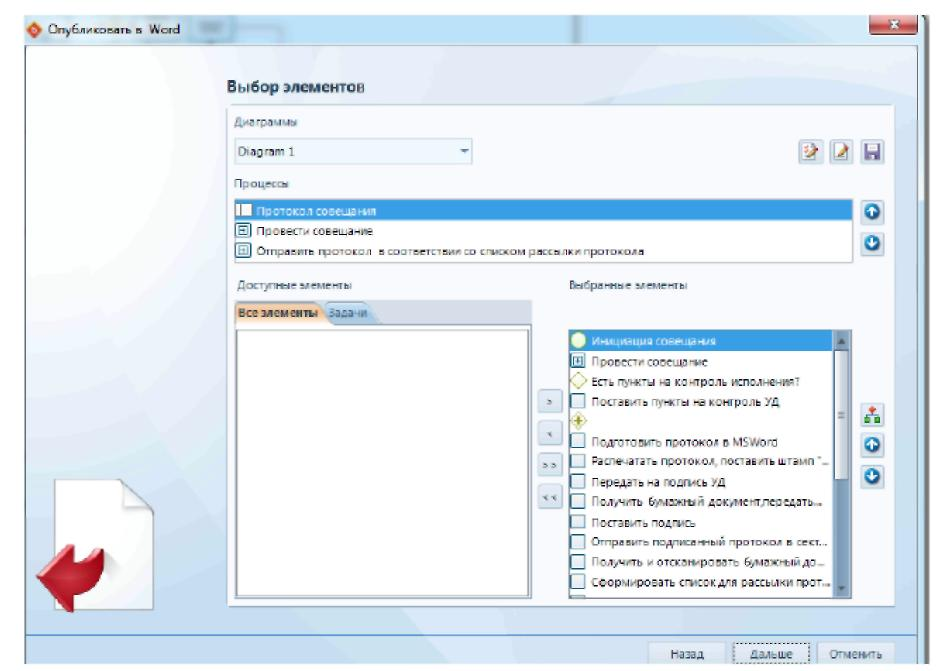 Опубликовать в Word
Выбор элементов
Диаграммы
Diagram 1
Процессы
Протокол совещания
Провести совещание
Отправить протокол в соответствии со списком рассылки протокола
Доступные элементы
Выбранные элементы
Все элементы
Задачи
Инициация совещания
Провести совещание
Есть пункты на контроль исполнения?
Поставить пункты на контроль УД
Подготовить протокол в MSWord
Распечатать протокол, поставить штамп "...
Передать на подпись УД
Получить бумажный документ,передать...
Поставить подпись
Отправить подписанный протокол в сект...
Получить и отсканировать бумажный до...
Сформировать список для рассылки прот...
>
<
>>
<<
Назад
Дальше
Отменить